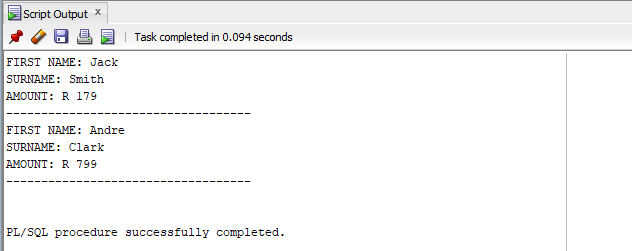 Script Output x
Task completed in 0.094 seconds
FIRST NAME: Jack
SURNAME: Smith
AMOUNT: R 179
-----------------------------------
FIRST NAME: Andre
SURNAME: Clark
AMOUNT: R 799
-----------------------------------
PL/SQL procedure successfully completed.